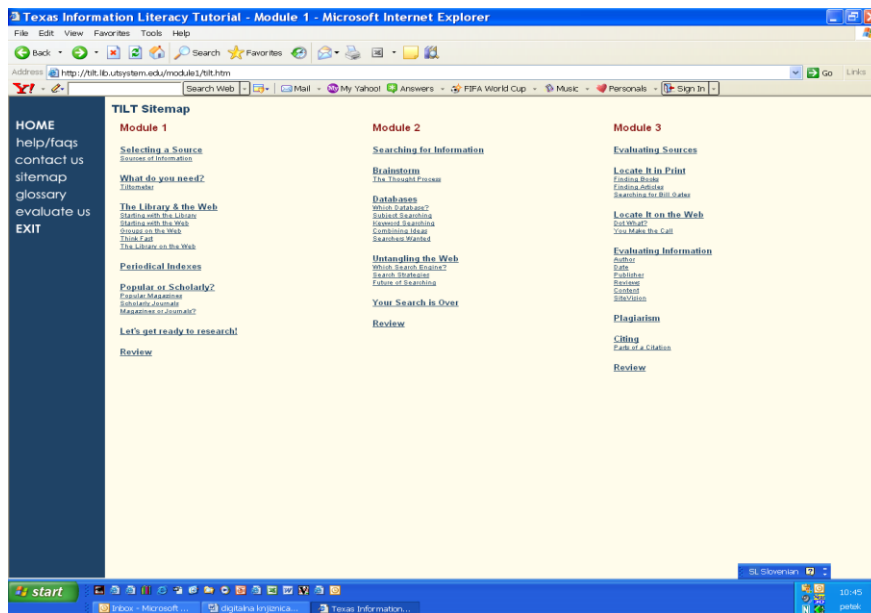 Texas Information Literacy Tutorial - Module 1 - Microsoft Internet Explorer
File Edit View Favorites Tools Help
Back Search Favorites
Address http://tilt.lib.utsystem.edu/module1/tilt.htm Go Links
Y! Search Web Mail My Yahoo! Answers FIFA World Cup Music Personals Sign In
HOME
help/faqs
contact us
sitemap
glossary
evaluate us
EXIT
TILT Sitemap
Module 1
Selecting a Source
Sources of Information
What do you need?
Tiltometer
The Library & the Web
Starting with the Library
Starting with the Web
Groups on the Web
Think Fast
The Library on the Web
Periodical Indexes
Popular or Scholarly?
Popular Magazines
Scholarly Journals
Magazines or Journals?
Let's get ready to research!
Review
Module 2
Searching for Information
Brainstorm
The Thought Process
Databases
Which Database?
Subject Searching
Keyword Searching
Combining Ideas
Searchers Wanted
Untangling the Web
Which Search Engine?
Search Strategies
Future of Searching
Your Search is Over
Review
Module 3
Evaluating Sources
Locate It in Print
Finding Books
Finding Articles
Searching for Bill Gates
Locate It on the Web
Dot What?
You Make the Call
Evaluating Information
Author
Date
Publisher
Reviews
Content
SiteVision
Plagiarism
Citing
Parts of a Citation
Review
SL Slovenian
start
Inbox - Microsoft ... digitalna knjiznica... Texas Information...
10:45
petek